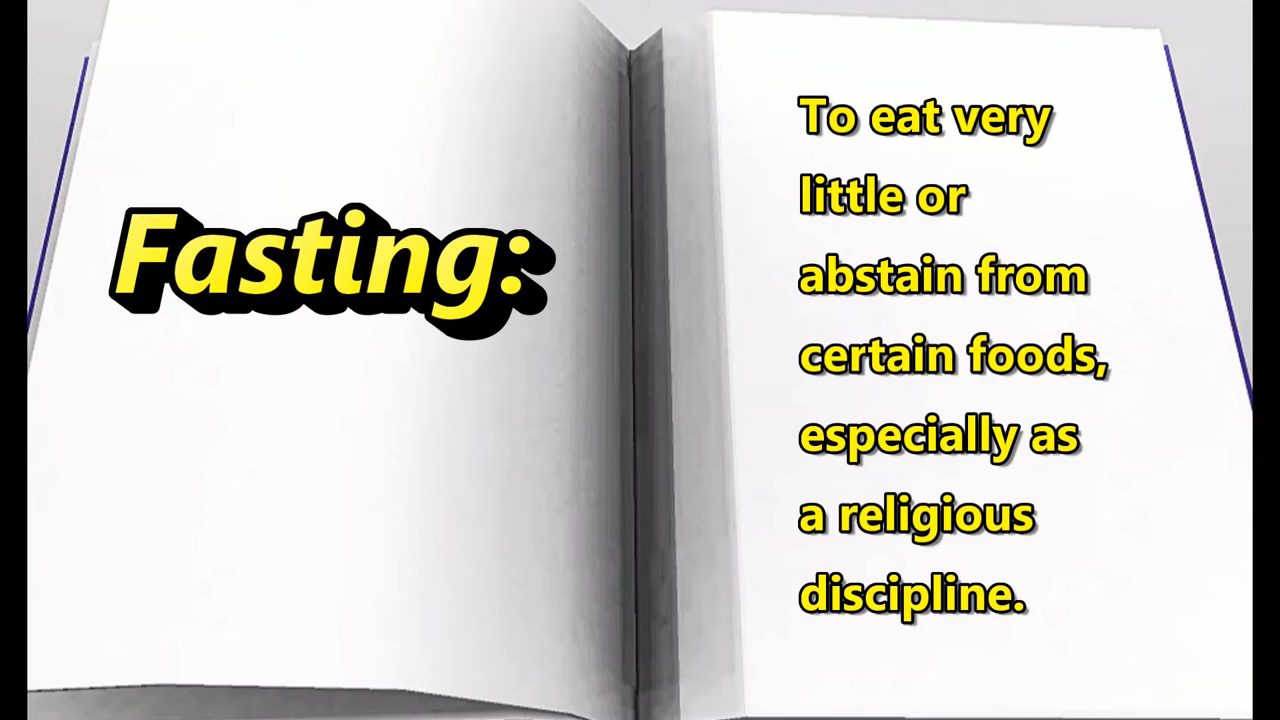 Fasting:
To eat very
little or
abstain from
certain foods,
especially as
a religious
discipline.